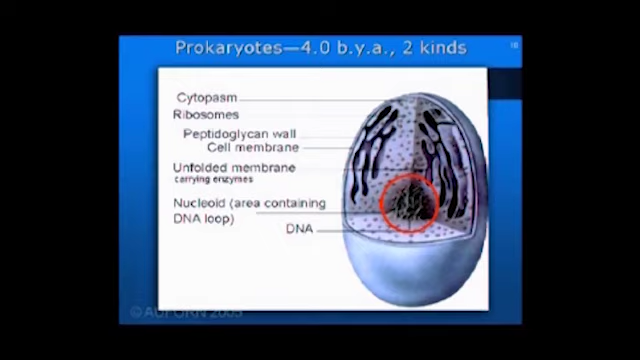 Prokaryotes—4.0 b.y.a., 2 kinds
18
Cytopasm
Ribosomes
Peptidoglycan wall
Cell membrane
Unfolded membrane
carrying enzymes
Nucleoid (area containing
DNA loop)
DNA